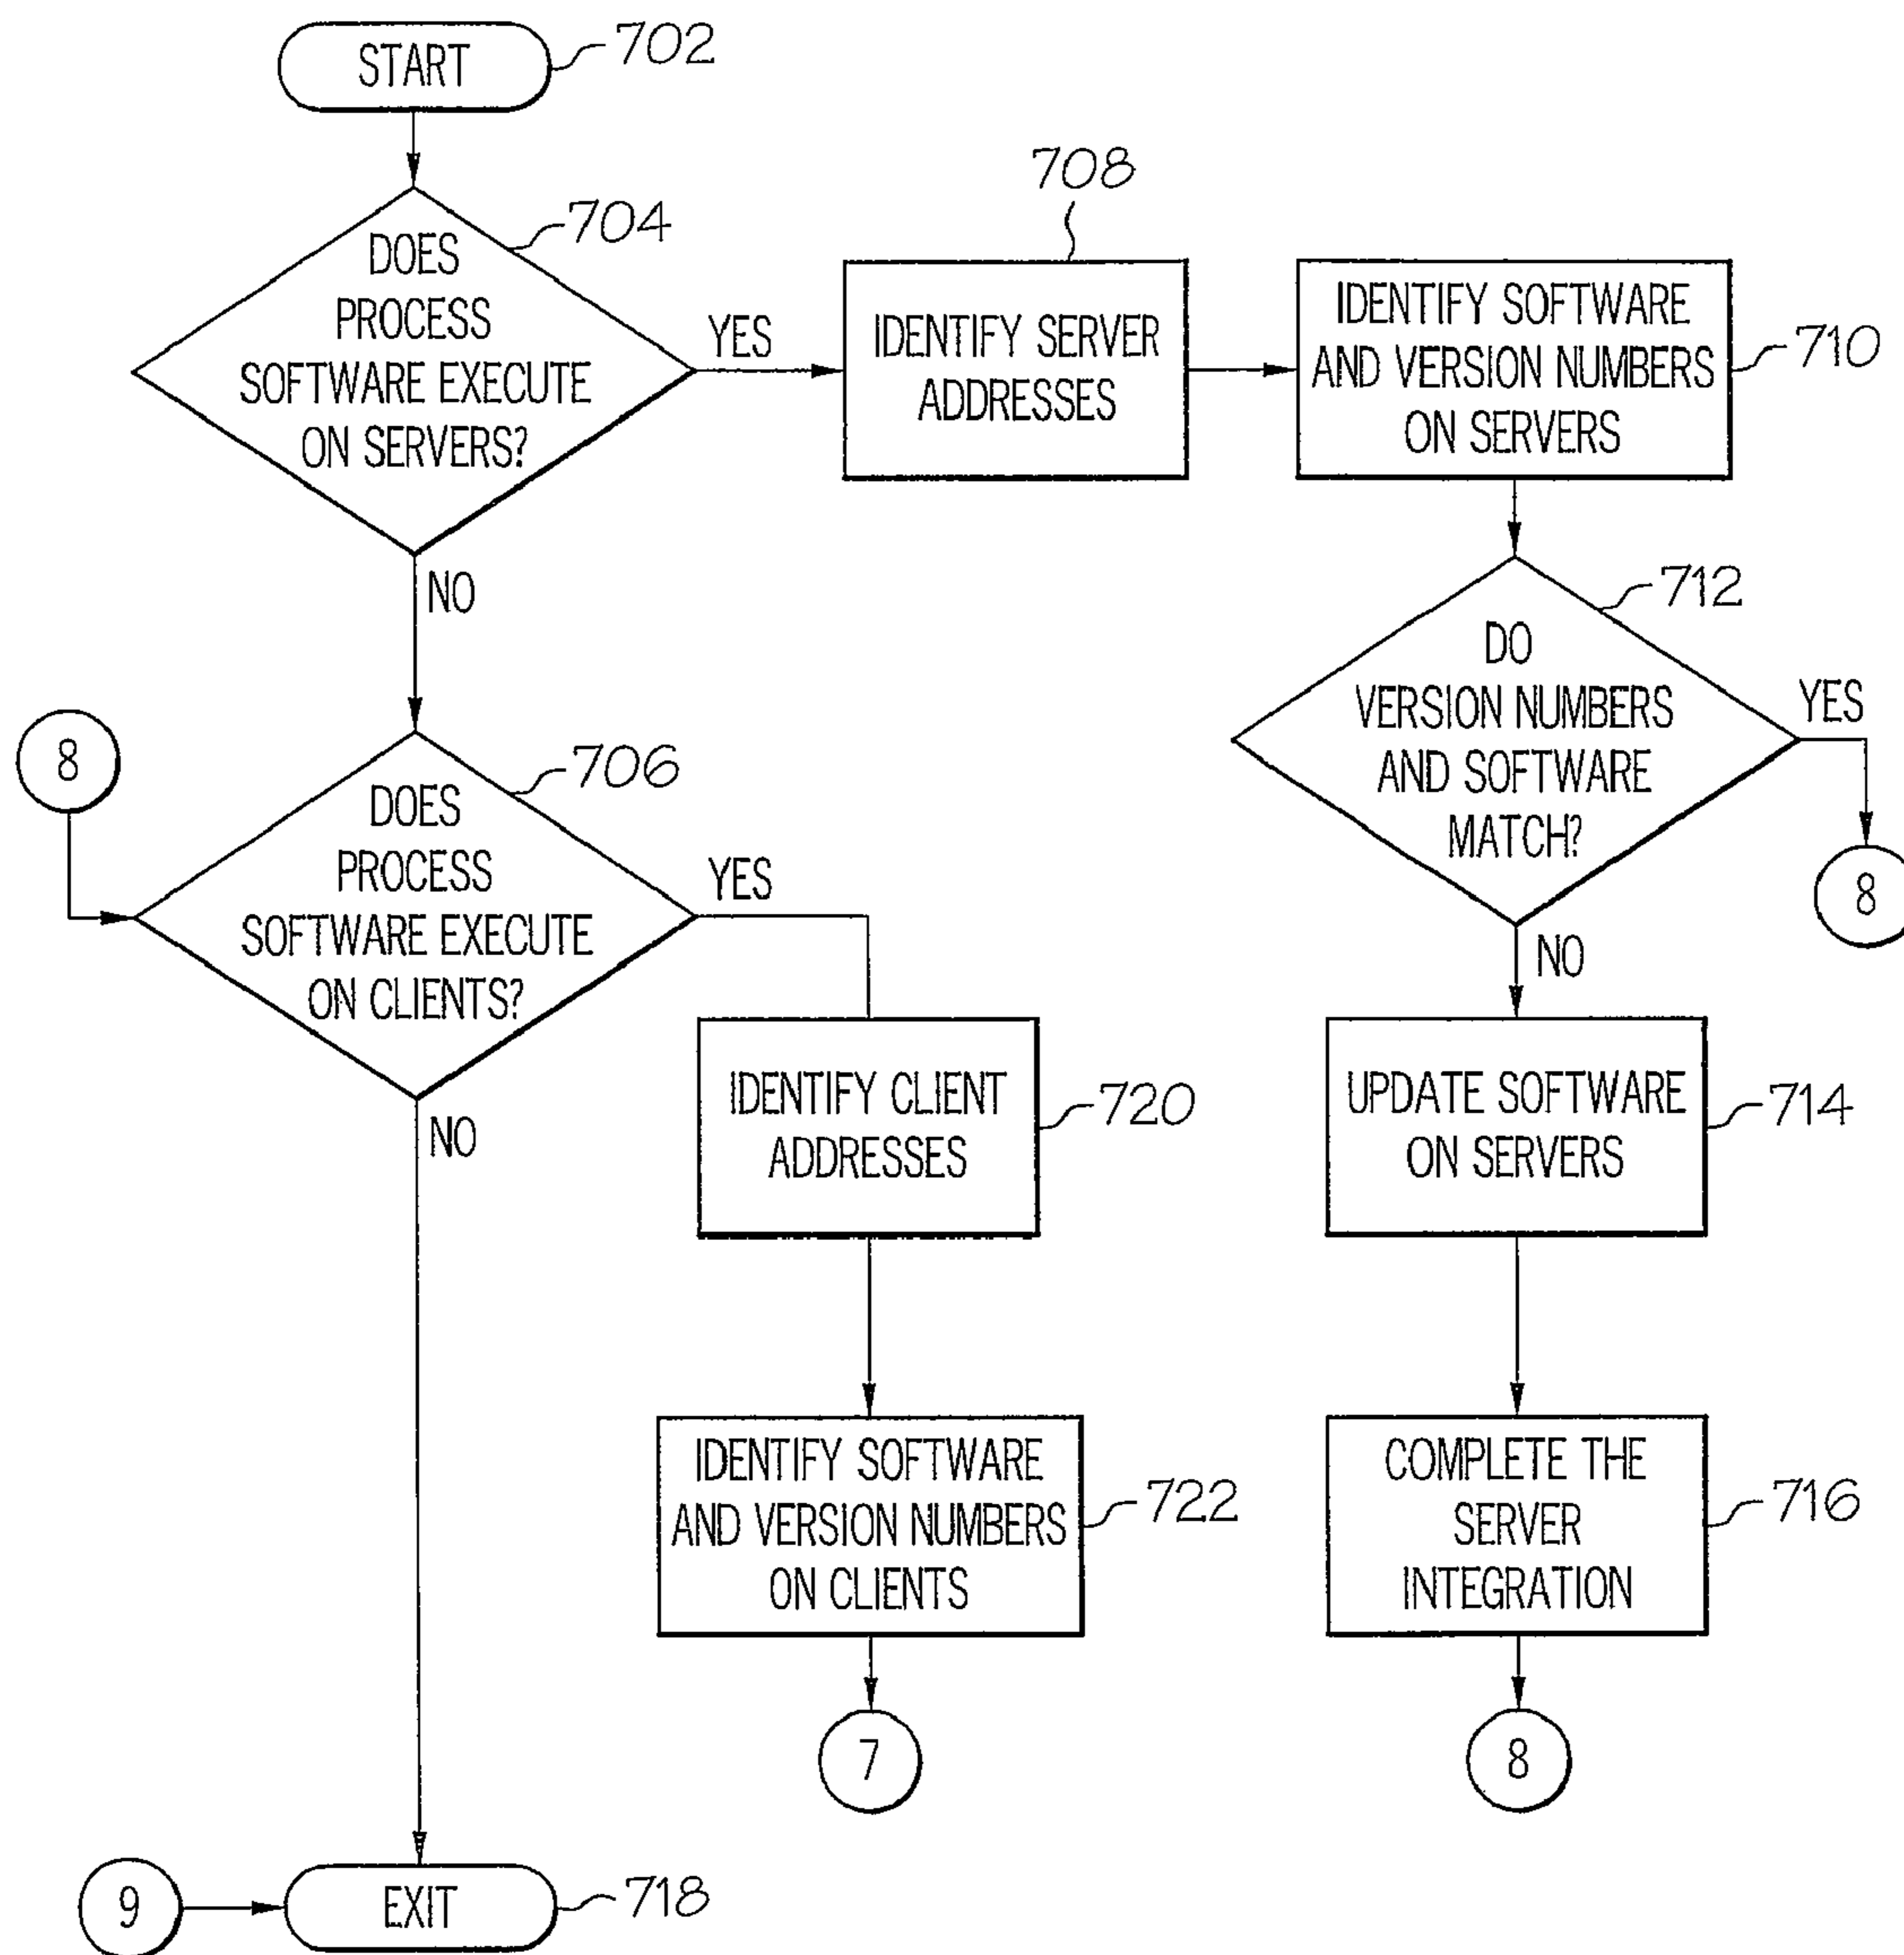 START
702
DOES
PROCESS
SOFTWARE EXECUTE
ON SERVERS?
704
YES
NO
708
IDENTIFY SERVER
ADDRESSES
IDENTIFY SOFTWARE
AND VERSION NUMBERS
ON SERVERS
710
DO
VERSION NUMBERS
AND SOFTWARE
MATCH?
712
YES
8
NO
8
DOES
PROCESS
SOFTWARE EXECUTE
ON CLIENTS?
706
YES
NO
IDENTIFY CLIENT
ADDRESSES
720
UPDATE SOFTWARE
ON SERVERS
714
IDENTIFY SOFTWARE
AND VERSION NUMBERS
ON CLIENTS
722
COMPLETE THE
SERVER
INTEGRATION
716
7
8
9
EXIT
718